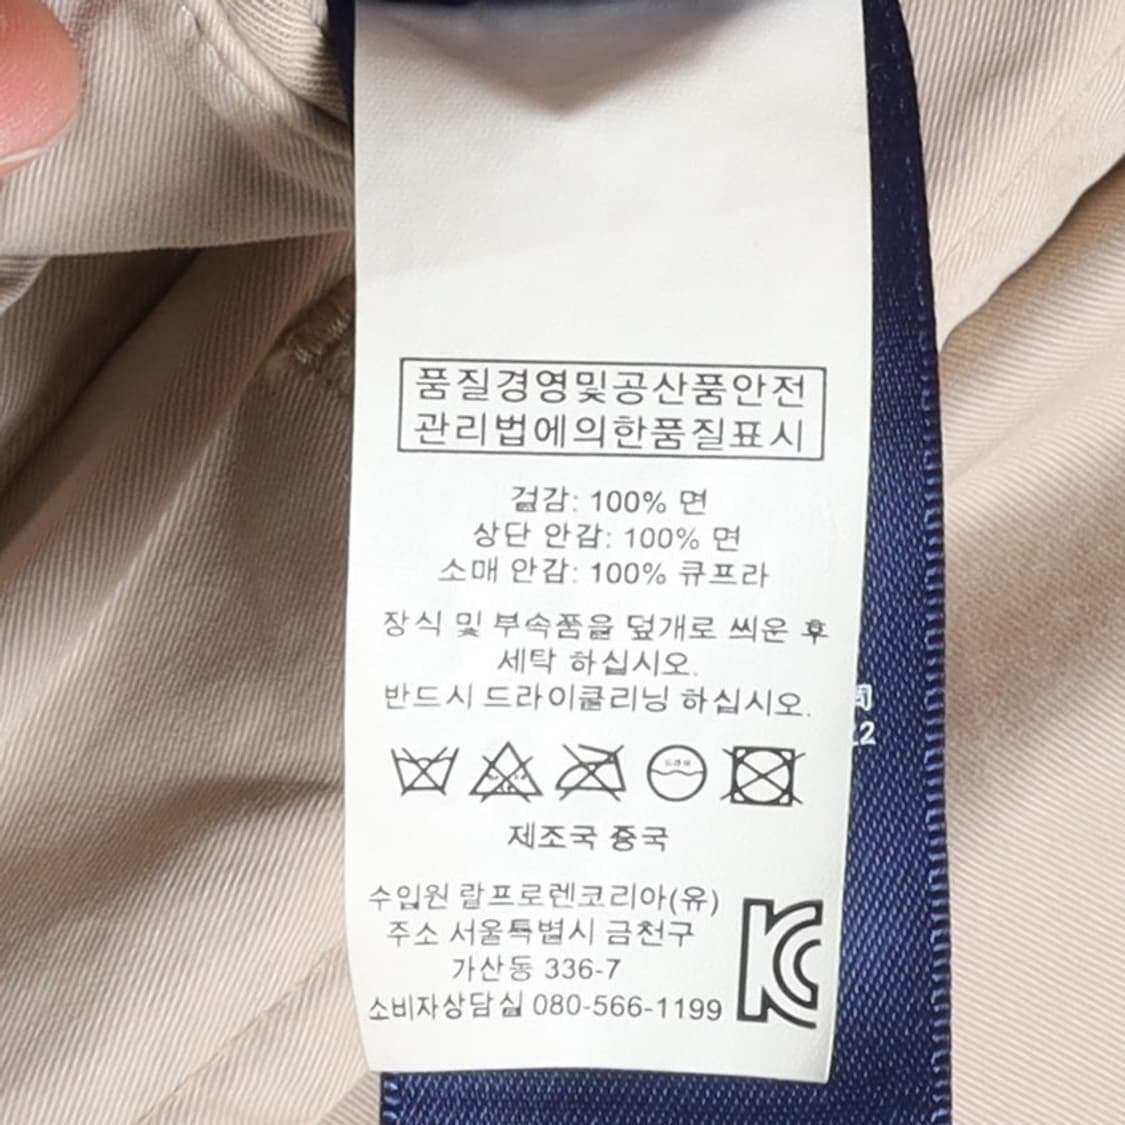 품질경영및공산품안전
관리법에의한품질표시
겉감: 100% 면
상단 안감: 100% 면
소매 안감: 100% 큐프라
장식 및 부속품을 덮개로 씌운 후
세탁 하십시오.
반드시 드라이클리닝 하십시오.
드라이
제조국 중국
수입원 랄프로렌코리아(유)
주소 서울특별시 금천구
가산동 336-7
소비자상담실 080-566-1199